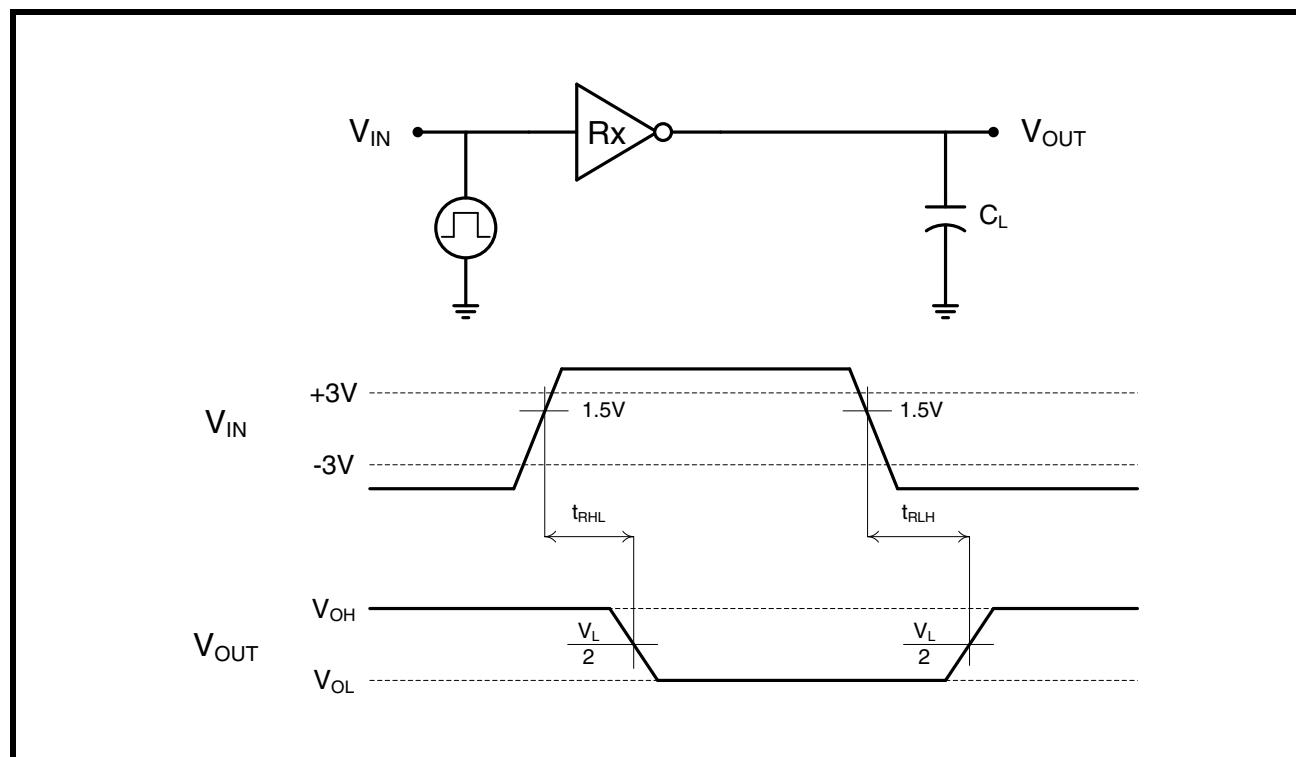 V_IN
Rx
V_OUT
C_L
+3V
1.5V
1.5V
V_IN
-3V
t_RHL
t_RLH
V_OH
V_L
2
V_L
2
V_OUT
V_OL